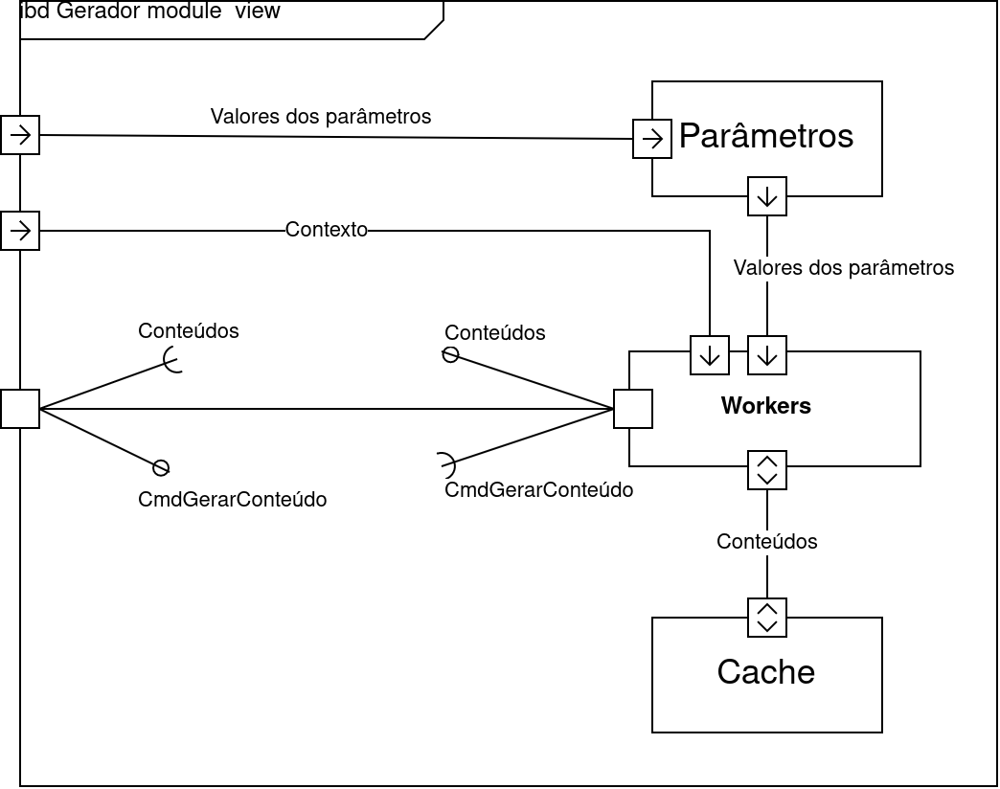 ibd Gerador module view
Valores dos parâmetros
Parâmetros
Contexto
Valores dos parâmetros
Conteúdos
Conteúdos
Workers
CmdGerarConteúdo
CmdGerarConteúdo
Conteúdos
Cache